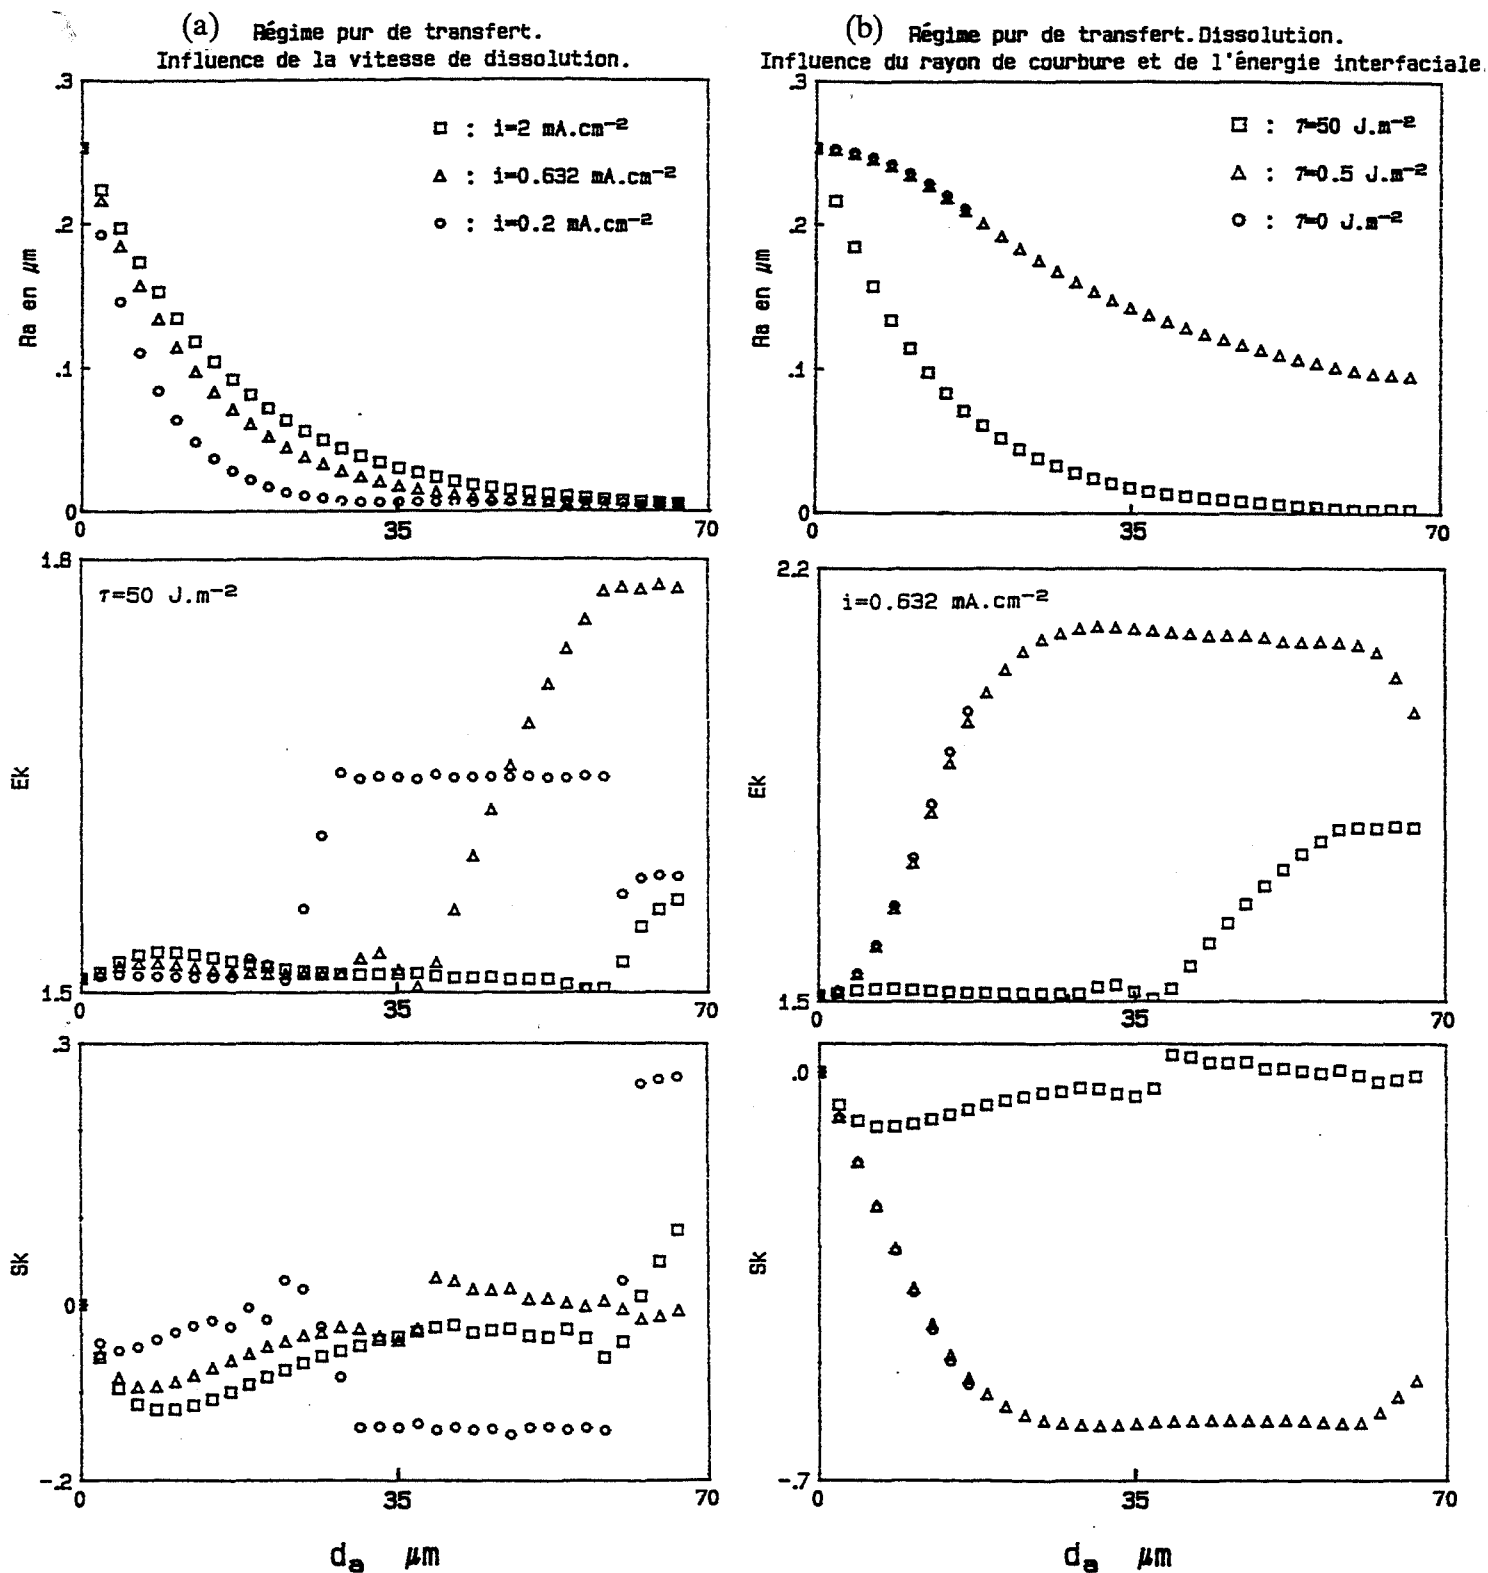 (a) Régime pur de transfert.
Influence de la vitesse de dissolution.
.3
□ : i=2 mA.cm-2
△ : i=0.632 mA.cm-2
○ : i=0.2 mA.cm-2
.2
Ra en μm
.1
0
0 35 70
1.8
τ=50 J.m-2
Ek
1.5
0 35 70
.3
Sk
0
-.2
0 35 70
da μm
(b) Régime pur de transfert.Dissolution.
Influence du rayon de courbure et de l'énergie interfaciale.
.3
□ : τ=50 J.m-2
△ : τ=0.5 J.m-2
○ : τ=0 J.m-2
.2
Ra en μm
.1
0
0 35 70
2.2
i=0.632 mA.cm-2
Ek
1.5
0 35 70
.0
Sk
-.7
0 35 70
da μm